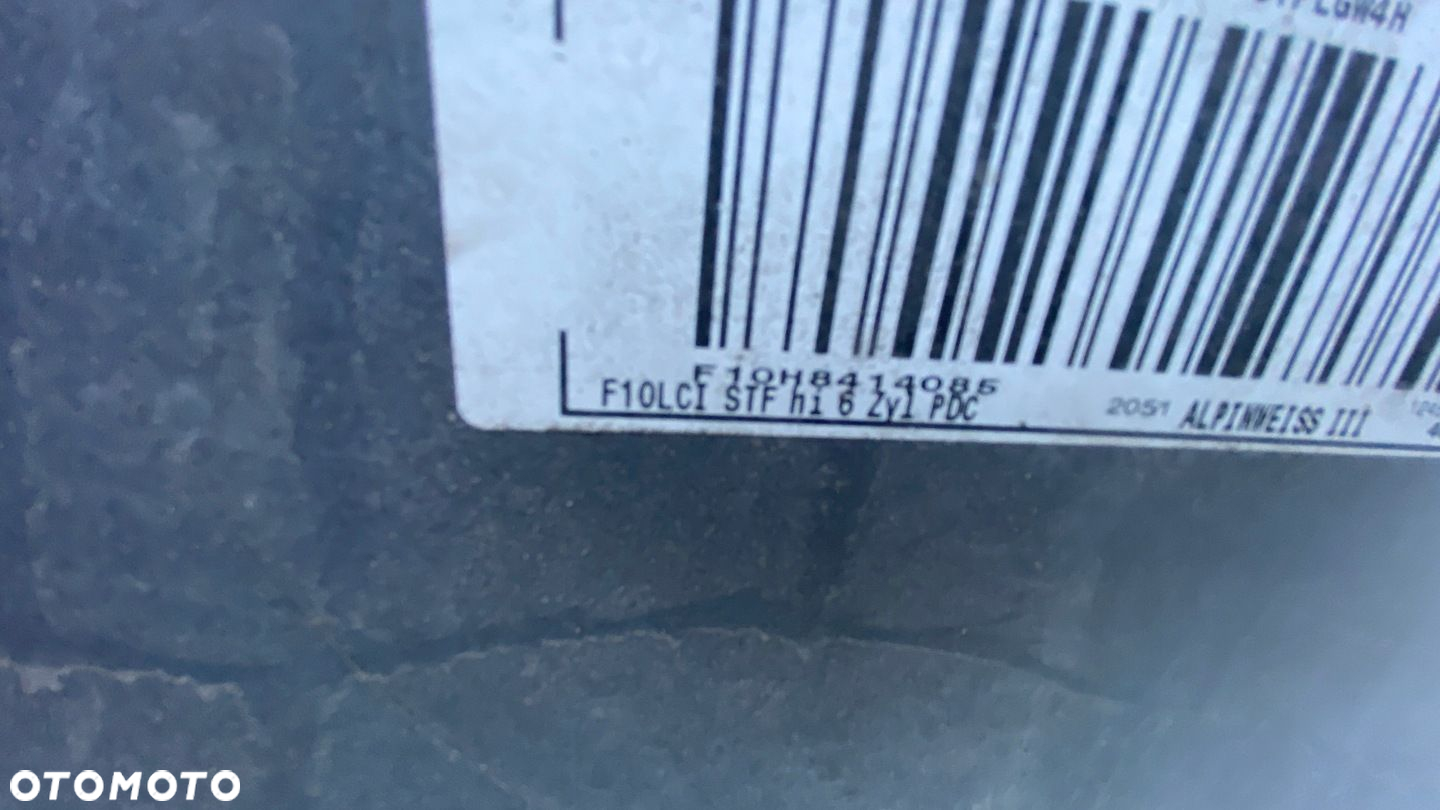 F10H8414085
F10LCI STF hi 6 Zyl PDC
2051 ALPINWEISS III
OTOMOTO